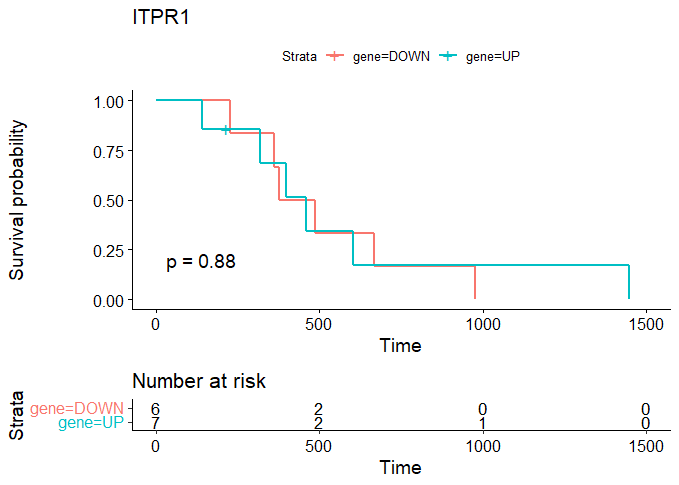 ITPR1
Strata gene=DOWN gene=UP
Survival probability
1.00
0.75
0.50
0.25
0.00
p = 0.88
0 500 1000 1500
Time
Number at risk
Strata
gene=DOWN 6 2 0 0
gene=UP 7 2 1 0
0 500 1000 1500
Time